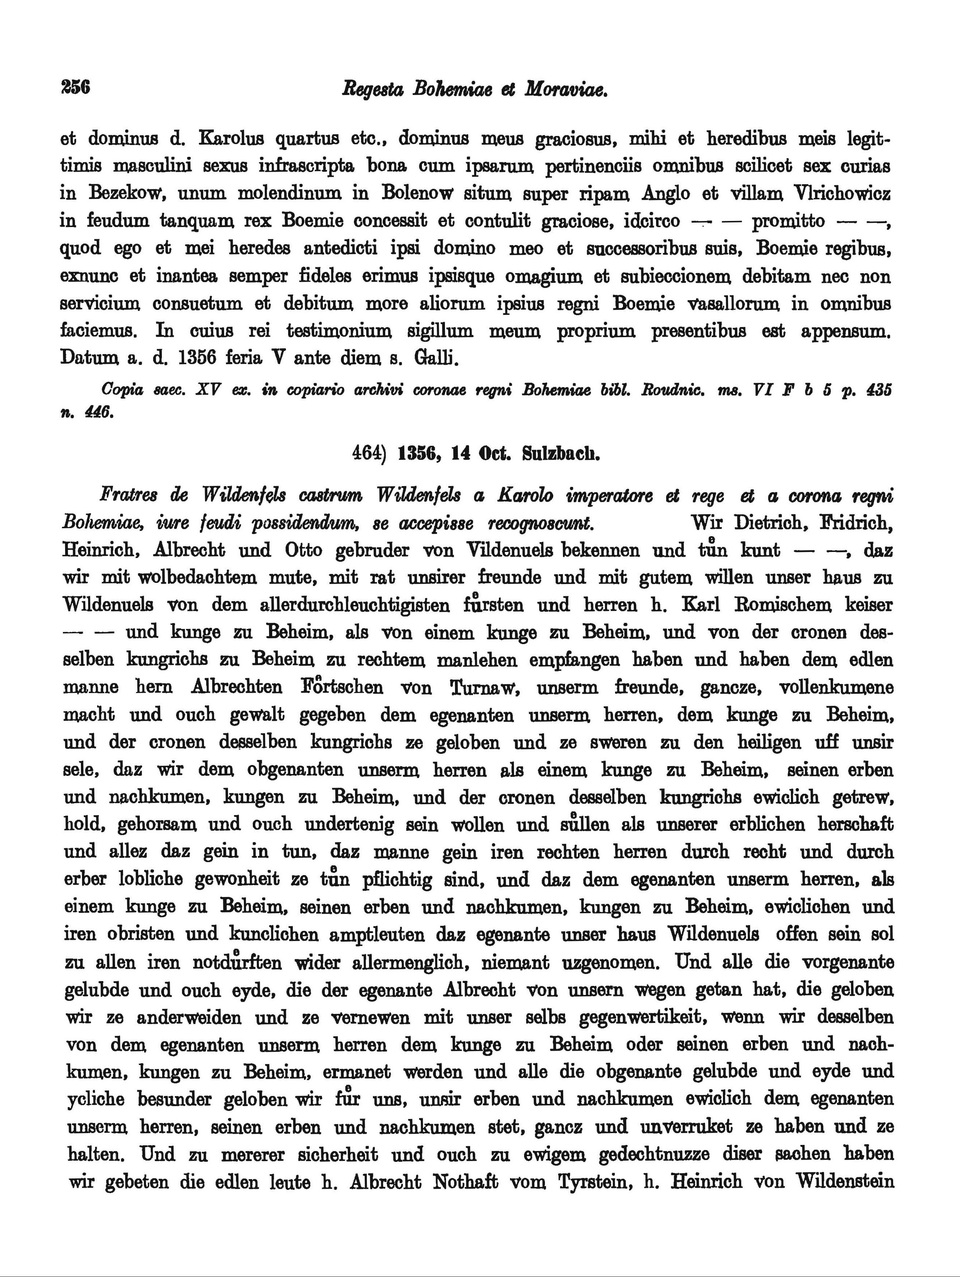 256 Regesta Bohemiae et Moraviae.
et dominus d. Karolus quartus etc., dominus meus graciosus, mihi et heredibus meis legit-
timis masculini sexus infrascripta bona cum ipsarum pertinenciis omnibus scilicet sex curias
in Bezekow, unum molendinum in Bolenow situm super ripam Anglo et villam Vlrichowicz
in feudum tanquam rex Boemie concessit et contulit graciose, idcirco — — promitto — —,
quod ego et mei heredes antedicti ipsi domino meo et successoribus suis, Boemie regibus,
exnunc et inantea semper fideles erimus ipsisque omagium et subieccionem debitam nec non
servicium consuetum et debitum more aliorum ipsius regni Boemie vasallorum in omnibus
faciemus. In cuius rei testimonium sigillum meum proprium presentibus est appensum.
Datum a. d. 1356 feria V ante diem s. Galli.
Copia saec. XV ex. in copiario archivi coronae regni Bohemiae bibl. Roudnic. ms. VI F b 5 p. 435
n. 446.
464) 1356, 14 Oct. Sulzbach.
Fratres de Wildenfels castrum Wildenfels a Karolo imperatore et rege et a corona regni
Bohemiae, iure feudi possidendum, se accepisse recognoscunt. Wir Dietrich, Fridrich,
Heinrich, Albrecht und Otto gebruder von Vildenuels bekennen und tuͤn kunt — —, daz
wir mit wolbedachtem mute, mit rat unsirer freunde und mit gutem willen unser haus zu
Wildenuels von dem allerdurchleuchtigisten fuͤrsten und herren h. Karl Romischem keiser
— — und kunge zu Beheim, als von einem kunge zu Beheim, und von der cronen des-
selben kungrichs zu Beheim zu rechtem manlehen empfangen haben und haben dem edlen
manne hern Albrechten Foͤrtschen von Turnaw, unserm freunde, gancze, vollenkumene
macht und ouch gewalt gegeben dem egenanten unserm herren, dem kunge zu Beheim,
und der cronen desselben kungrichs ze geloben und ze sweren zu den heiligen uff unsir
sele, daz wir dem obgenanten unserm herren als einem kunge zu Beheim, seinen erben
und nachkumen, kungen zu Beheim, und der cronen desselben kungrichs ewiclich getrew,
hold, gehorsam und ouch undertenig sein wollen und suͤllen als unserer erblichen herschaft
und allez daz gein in tun, daz manne gein iren rechten herren durch recht und durch
erber lobliche gewonheit ze tuͤn pflichtig sind, und daz dem egenanten unserm herren, als
einem kunge zu Beheim, seinen erben und nachkumen, kungen zu Beheim, ewiclichen und
iren obristen und kunclichen amptleuten daz egenante unser haus Wildenuels offen sein sol
zu allen iren notduͤrften wider allermenglich, niemant uzgenomen. Und alle die vorgenante
gelubde und ouch eyde, die der egenante Albrecht von unsern wegen getan hat, die geloben
wir ze anderweiden und ze vernewen mit unser selbs gegenwertikeit, wenn wir desselben
von dem egenanten unserm herren dem kunge zu Beheim oder seinen erben und nach-
kumen, kungen zu Beheim, ermanet werden und alle die obgenante gelubde und eyde und
ycliche besunder geloben wir fuͤr uns, unsir erben und nachkumen ewiclich dem egenanten
unserm herren, seinen erben und nachkumen stet, gancz und unverruket ze haben und ze
halten. Und zu mererer sicherheit und ouch zu ewigem gedechtnuzze diser sachen haben
wir gebeten die edlen leute h. Albrecht Nothaft vom Tyrstein, h. Heinrich von Wildenstein